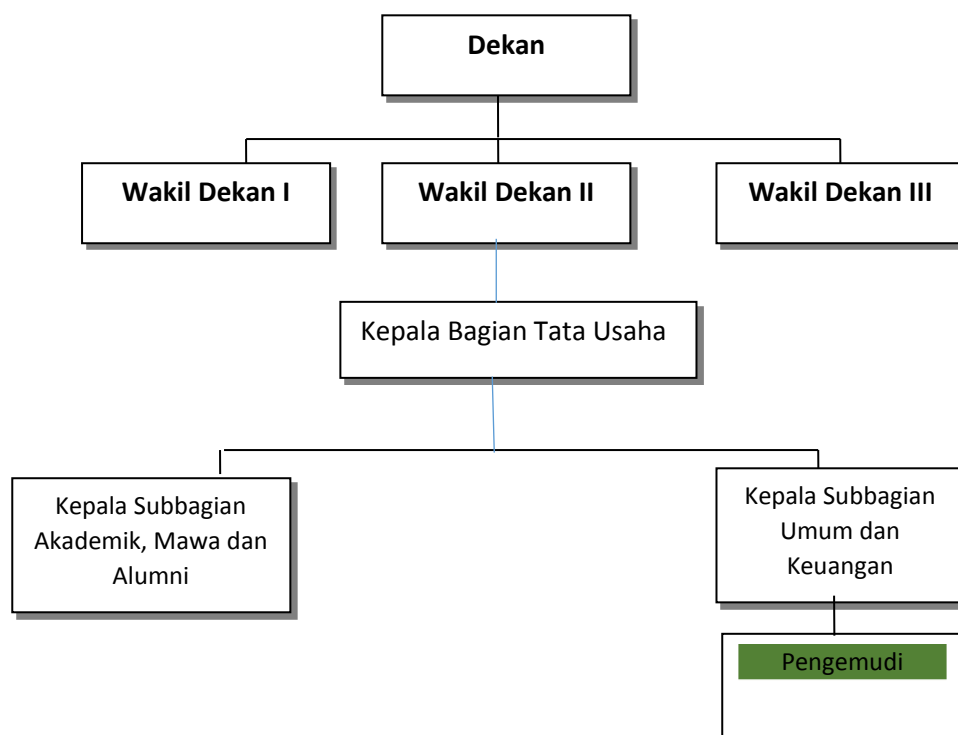 Dekan
Wakil Dekan I
Wakil Dekan II
Wakil Dekan III
Kepala Bagian Tata Usaha
Kepala Subbagian
Akademik, Mawa dan
Alumni
Kepala Subbagian
Umum dan
Keuangan
Pengemudi